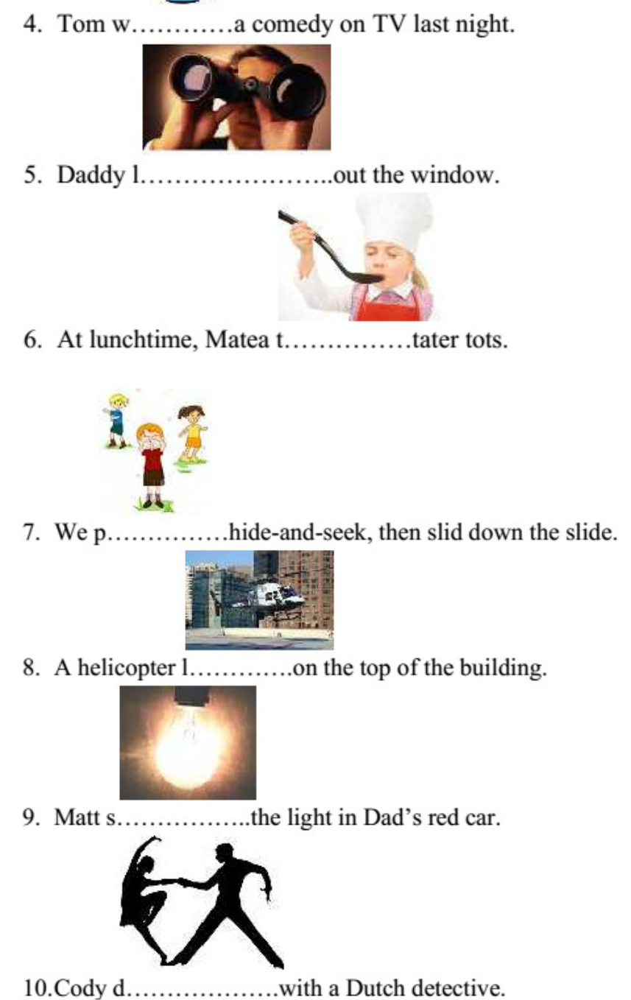 4. Tom w…………a comedy on TV last night.
5. Daddy l……………………..out the window.
6. At lunchtime, Matea t……………tater tots.
7. We p……………hide-and-seek, then slid down the slide.
8. A helicopter l………….on the top of the building.
9. Matt s……………..the light in Dad’s red car.
10.Cody d………………with a Dutch detective.